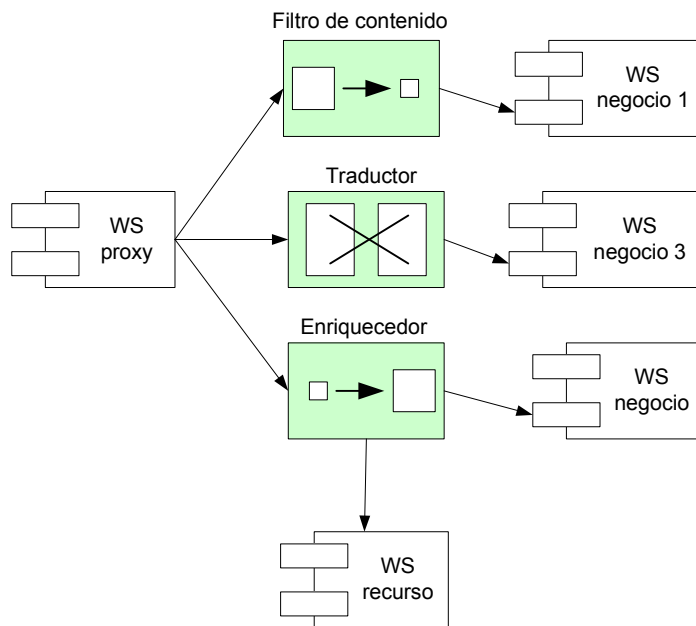 Filtro de contenido
WS
negocio 1
Traductor
WS
proxy
WS
negocio 3
Enriquecedor
WS
negocio
WS
recurso